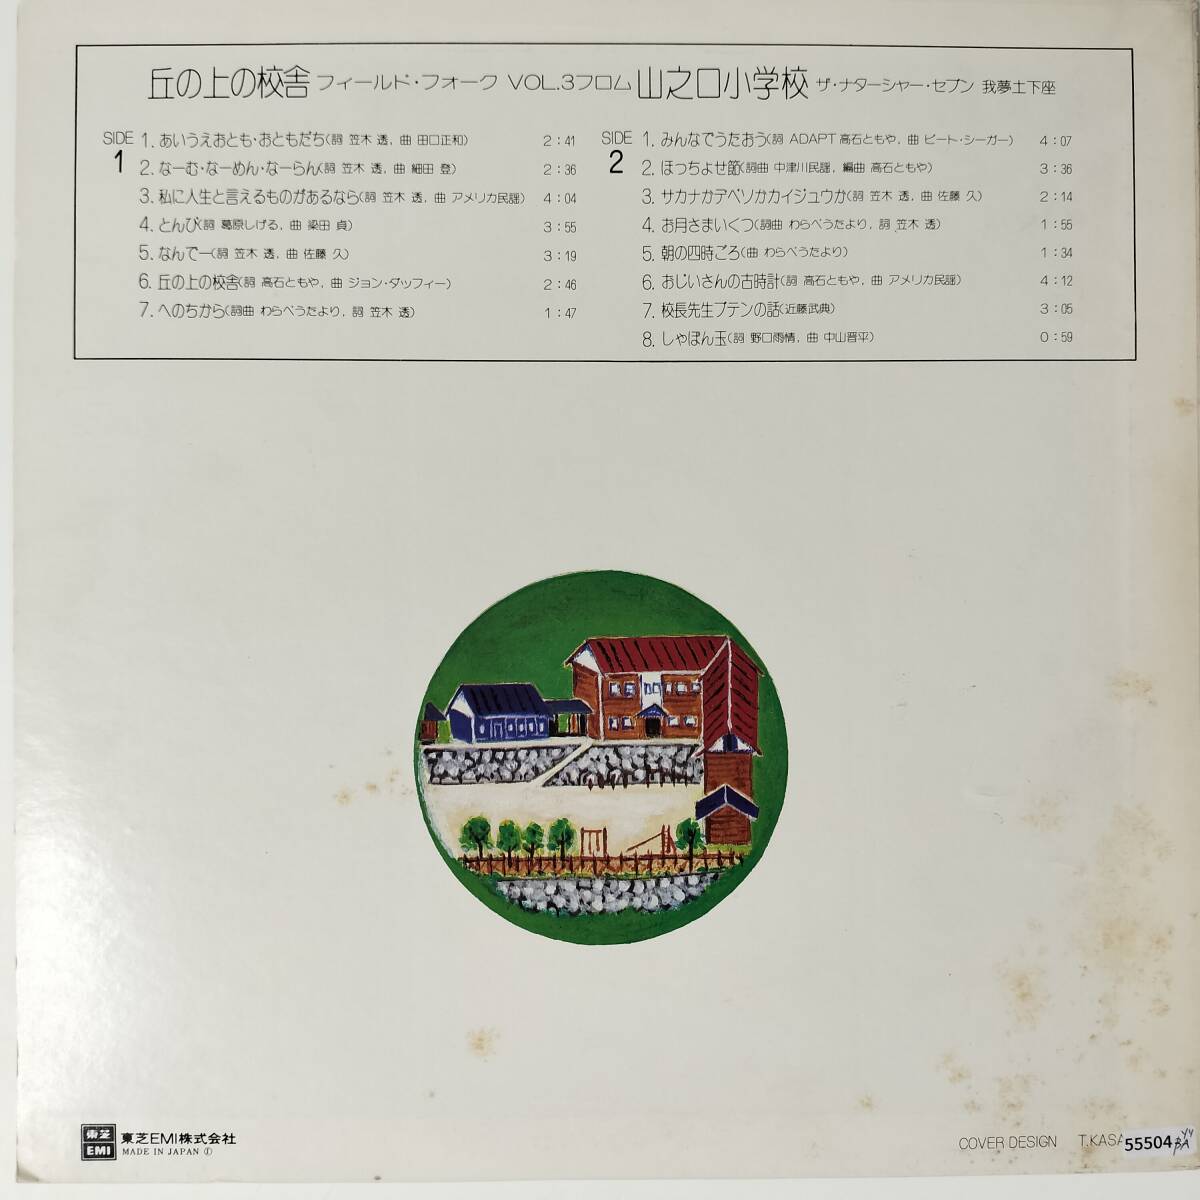 丘の上の校舎 フィールド・フォーク VOL.3フロム 山之口小学校 ザ・ナターシャー・セブン 我夢土下座
SIDE 1
1. あいうえおとも・おともだち(詞 笠木 透, 曲 田口正和) 2:41
2. なーむ・なーめん・なーらん(詞 笠木 透, 曲 細田 登) 2:36
3. 私に人生と言えるものがあるなら(詞 笠木 透, 曲 アメリカ民謡) 4:04
4. とんび(詞 葛原しげる, 曲 梁田 貞) 3:55
5. なんでー(詞 笠木 透, 曲 佐藤 久) 3:19
6. 丘の上の校舎(詞 高石ともや, 曲 ジョン・ダッフィー) 2:46
7. へのちから(詞曲 わらべうたより, 詞 笠木 透) 1:47
SIDE 2
1. みんなでうたおう(詞 ADAPT 高石ともや, 曲 ピート・シーガー) 4:07
2. ほっちょせ節(詞曲 中津川民謡, 編曲 高石ともや) 3:36
3. サカナかデベソかカイジュウか(詞 笠木 透, 曲 佐藤 久) 2:14
4. お月さまいくつ(詞曲 わらべうたより, 詞 笠木 透) 1:55
5. 朝の四時ごろ(曲 わらべうたより) 1:34
6. おじいさんの古時計(詞 高石ともや, 曲 アメリカ民謡) 4:12
7. 校長先生ブテンの話(近藤武典) 3:05
8. しゃぼん玉(詞 野口雨情, 曲 中山晋平) 0:59
東芝 EMI
東芝EMI株式会社
MADE IN JAPAN Ⓘ
COVER DESIGN T.KASA
55504